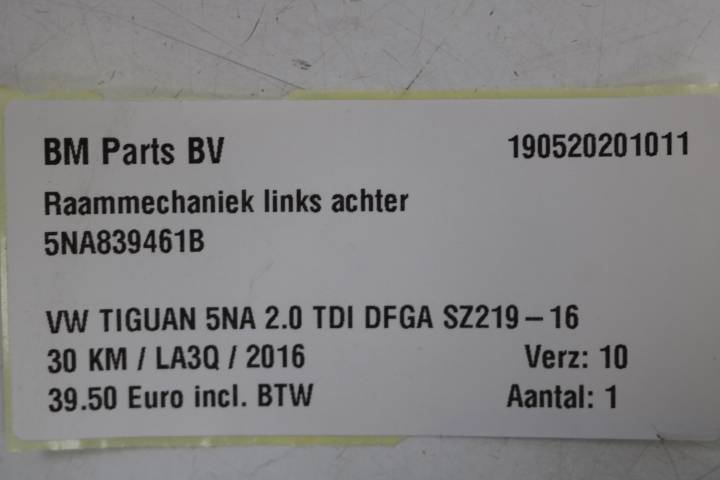 BM Parts BV 190520201011
Raammechaniek links achter
5NA839461B
VW TIGUAN 5NA 2.0 TDI DFGA SZ219-16
30 KM / LA3Q / 2016 Verz: 10
39.50 Euro incl. BTW Aantal: 1